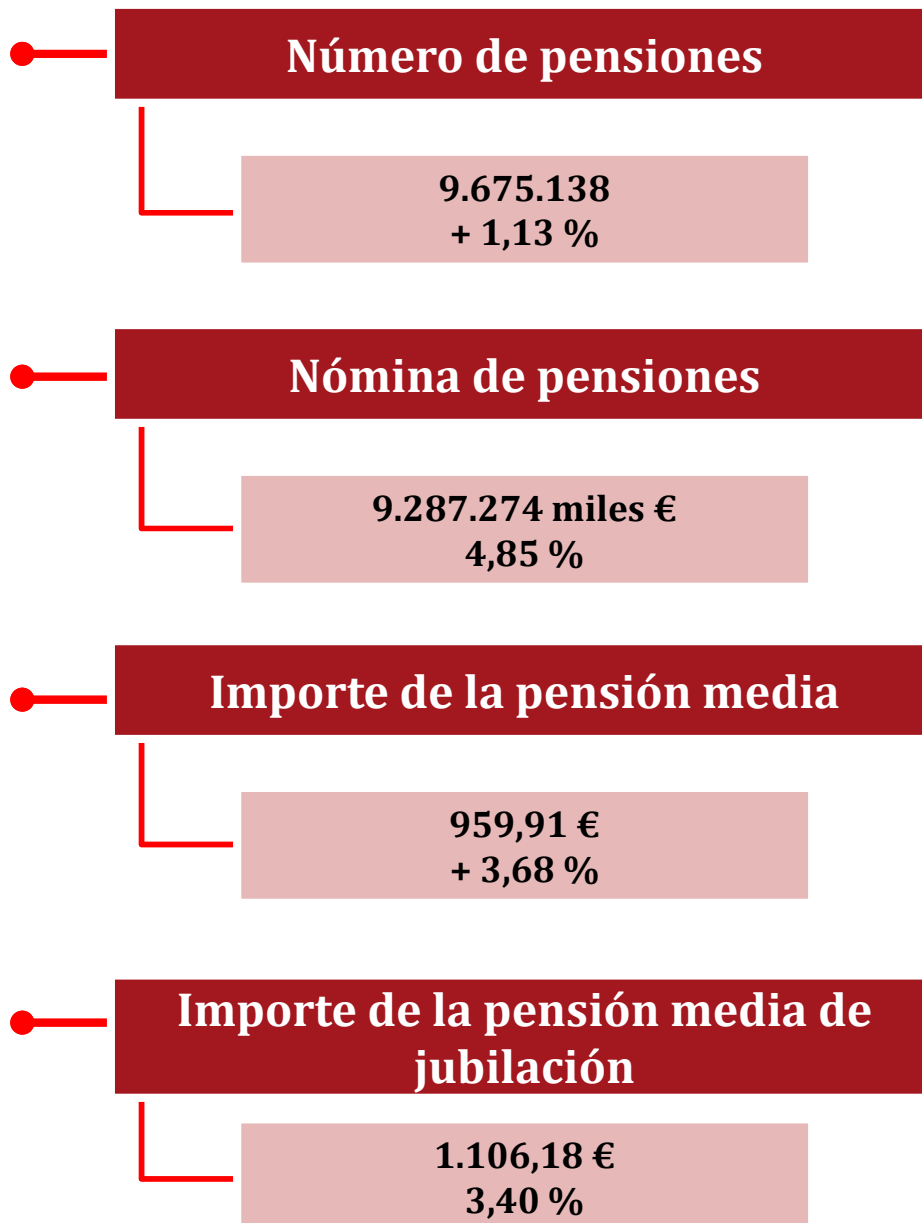 Número de pensiones
9.675.138
+ 1,13 %
Nómina de pensiones
9.287.274 miles €
4,85 %
Importe de la pensión media
959,91 €
+ 3,68 %
Importe de la pensión media de
jubilación
1.106,18 €
3,40 %